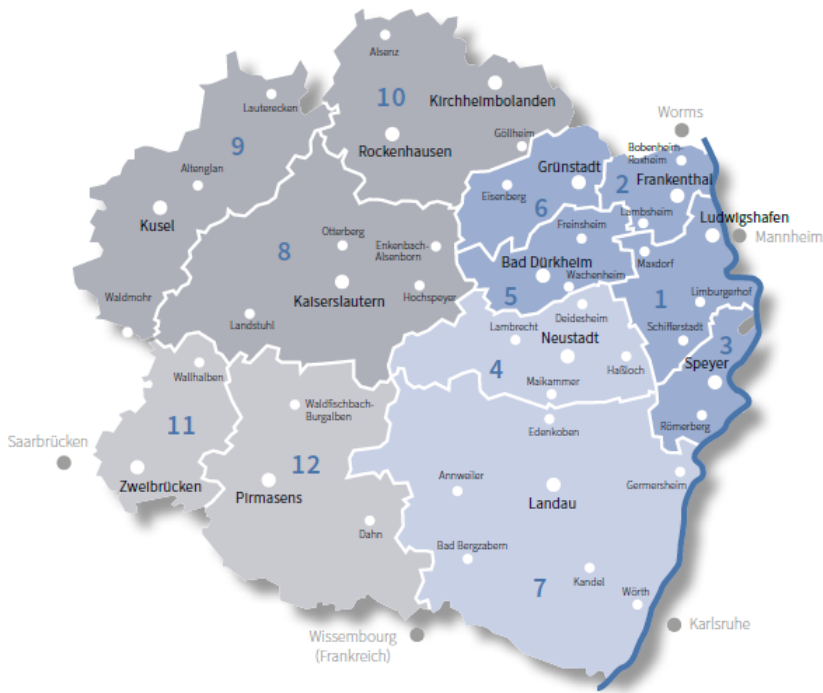 Alsenz
10
Kirchheimbolanden
Lauterecken
Worms
9
Göllheim
Rockenhausen
Bobenheim-
Roxheim
Altenglan
Grünstadt
2
Frankenthal
Eisenberg
6
Kusel
Lambsheim
Ludwigshafen
Freinsheim
Mannheim
Otterberg
8
Enkenbach-
Alsenborn
Bad Dürkheim
Maxdorf
Wachenheim
Kaiserslautern
Hochspeyer
5
1
Limburgerhof
Waldmohr
Deidesheim
Landstuhl
Lambrecht
Schifferstadt
Neustadt
3
Speyer
Wallhalben
4
Haßloch
Maikammer
Waldfischbach-
Burgalben
Römerberg
11
Edenkoben
Saarbrücken
12
Annweiler
Germersheim
Zweibrücken
Pirmasens
Landau
Dahn
Bad Bergzabern
7
Kandel
Wörth
Karlsruhe
Wissembourg
(Frankreich)